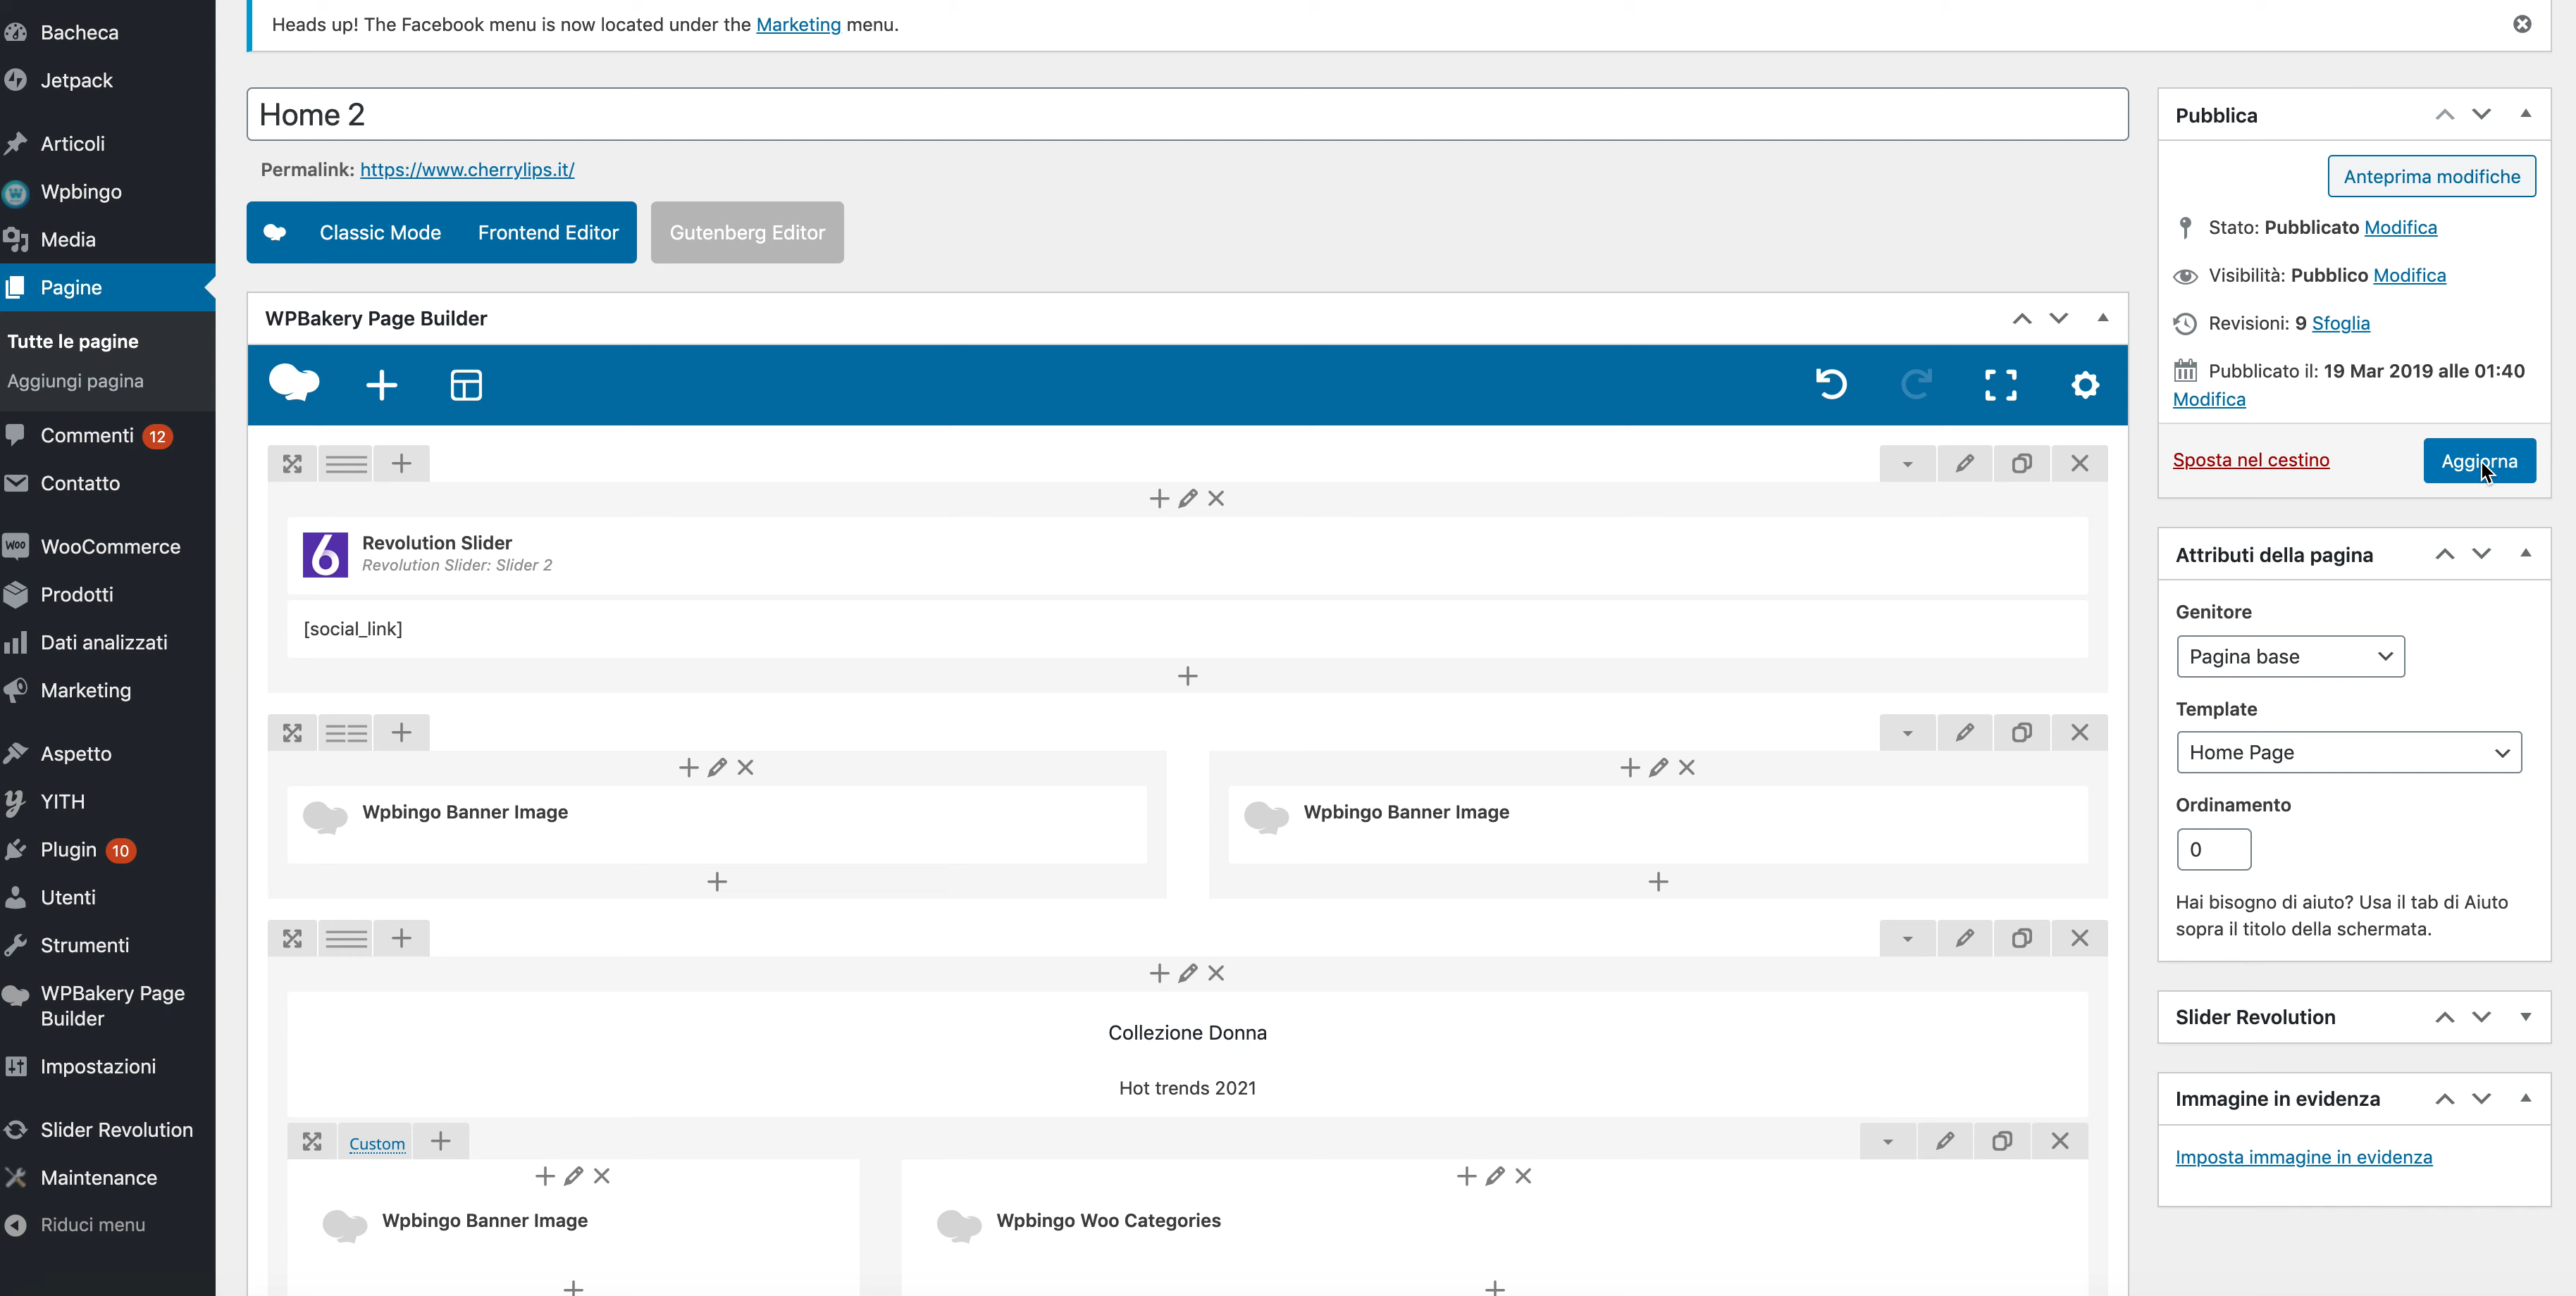 Bacheca
Jetpack
Articoli
Wpbingo
Media
Pagine
Tutte le pagine
Aggiungi pagina
Commenti 12
Contatto
WooCommerce
Prodotti
Dati analizzati
Marketing
Aspetto
YITH
Plugin 10
Utenti
Strumenti
WPBakery Page
Builder
Impostazioni
Slider Revolution
Maintenance
Riduci menu
Heads up! The Facebook menu is now located under the Marketing menu.
Home 2
Permalink: https://www.cherrylips.it/
Classic Mode Frontend Editor Gutenberg Editor
WPBakery Page Builder
6 Revolution Slider
Revolution Slider: Slider 2
[social_link]
Wpbingo Banner Image Wpbingo Banner Image
Collezione Donna
Hot trends 2021
Custom
Wpbingo Banner Image Wpbingo Woo Categories
Pubblica
Anteprima modifiche
Stato: Pubblicato Modifica
Visibilità: Pubblico Modifica
Revisioni: 9 Sfoglia
Pubblicato il: 19 Mar 2019 alle 01:40
Modifica
Sposta nel cestino Aggiorna
Attributi della pagina
Genitore
Pagina base
Template
Home Page
Ordinamento
0
Hai bisogno di aiuto? Usa il tab di Aiuto
sopra il titolo della schermata.
Slider Revolution
Immagine in evidenza
Imposta immagine in evidenza